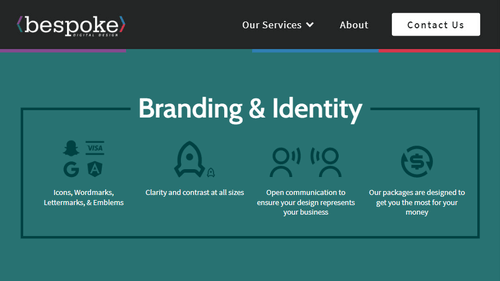 bespoke
DIGITAL DESIGN
Our Services
About
Contact Us
Branding & Identity
VISA
Icons, Wordmarks,
Lettermarks, & Emblems
Clarity and contrast at all sizes
Open communication to
ensure your design represents
your business
Our packages are designed to
get you the most for your
money